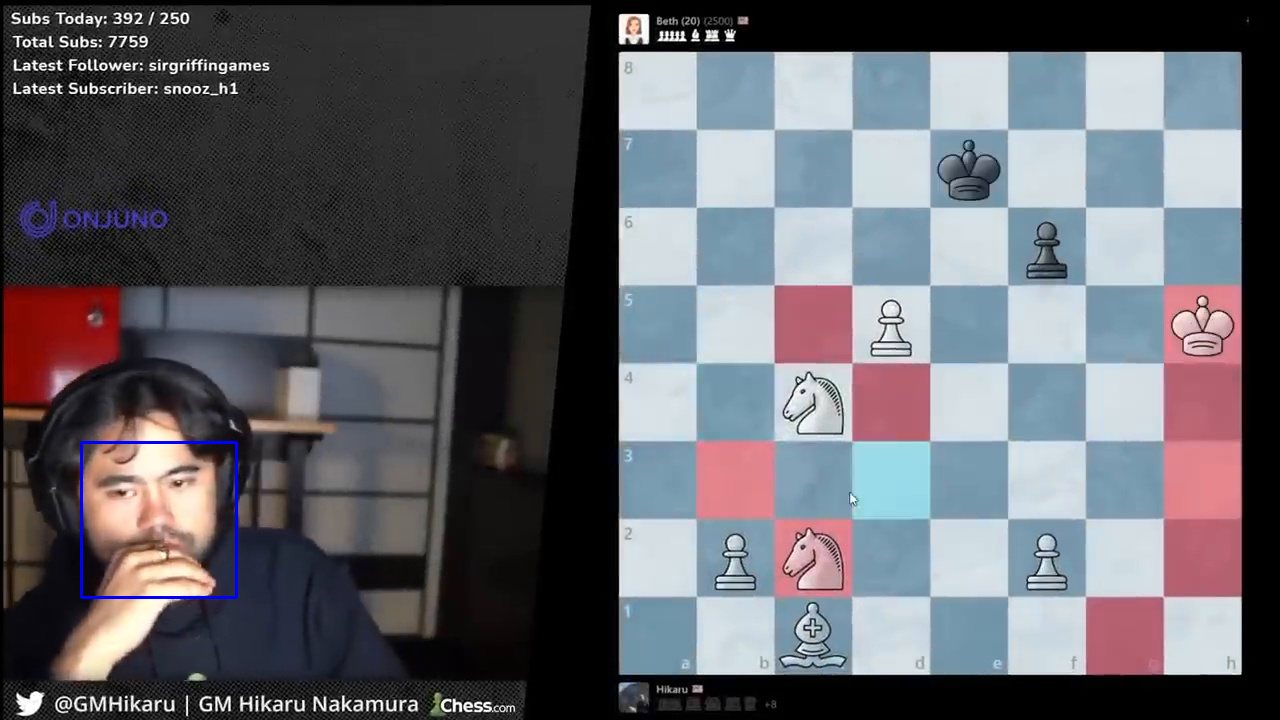 Subs Today: 392 / 250
Total Subs: 7759
Latest Follower: sirgriffingames
Latest Subscriber: snooz_h1
ONJUNO
@GMHikaru | GM Hikaru Nakamura Chess.com
Beth (20) (2500)
8
7
6
5
4
3
2
1
a b d e f g h
Hikaru
+8